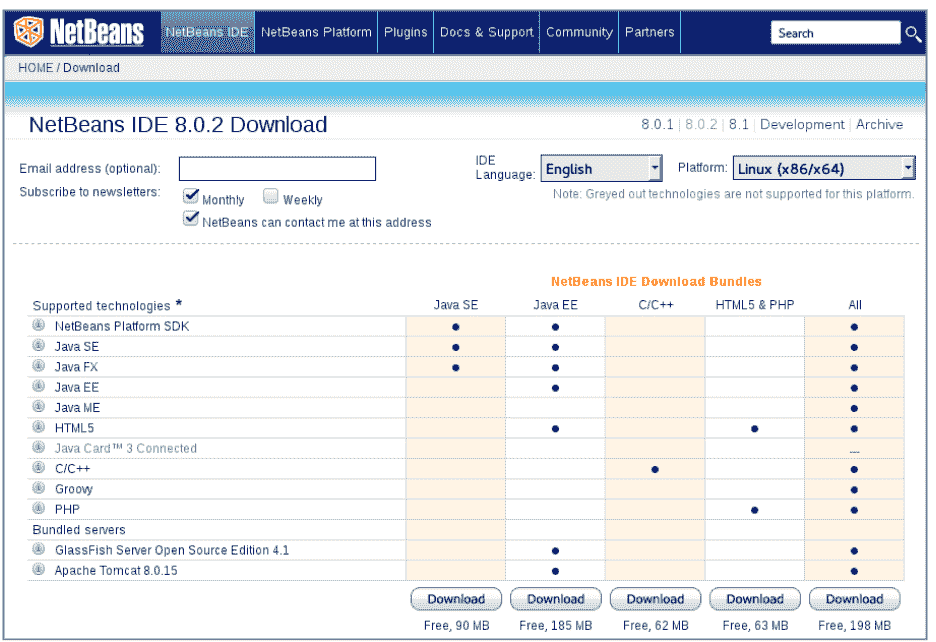 NetBeans
NetBeans IDE NetBeans Platform Plugins Docs & Support Community Partners Search
HOME / Download
NetBeans IDE 8.0.2 Download
8.0.1 | 8.0.2 | 8.1 | Development | Archive
Email address (optional):
IDE Language: English
Platform: Linux (x86/x64)
Subscribe to newsletters:
Monthly Weekly
NetBeans can contact me at this address
Note: Greyed out technologies are not supported for this platform.
NetBeans IDE Download Bundles
Supported technologies * Java SE Java EE C/C++ HTML5 & PHP All
NetBeans Platform SDK • • •
Java SE • • •
Java FX • • •
Java EE • •
Java ME •
HTML5 • • •
Java Card™ 3 Connected —
C/C++ • •
Groovy •
PHP • •
Bundled servers
GlassFish Server Open Source Edition 4.1 • •
Apache Tomcat 8.0.15 • •
Download Download Download Download Download
Free, 90 MB Free, 185 MB Free, 62 MB Free, 63 MB Free, 198 MB